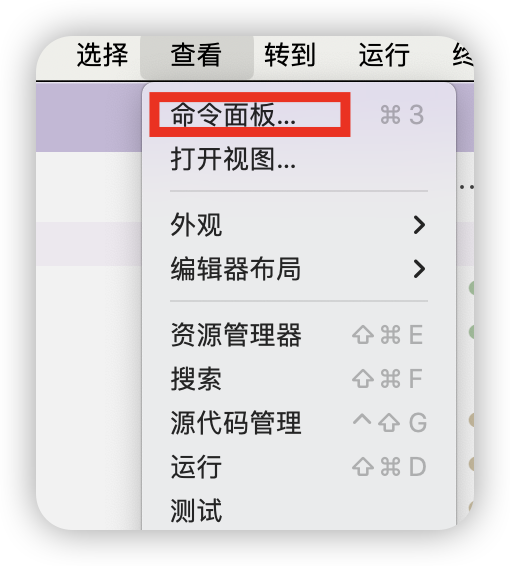 选择 查看 转到 运行
命令面板... ⌘ 3
打开视图...
外观
编辑器布局
资源管理器 ⇧ ⌘ E
搜索 ⇧ ⌘ F
源代码管理 ^ ⇧ G
运行 ⇧ ⌘ D
测试